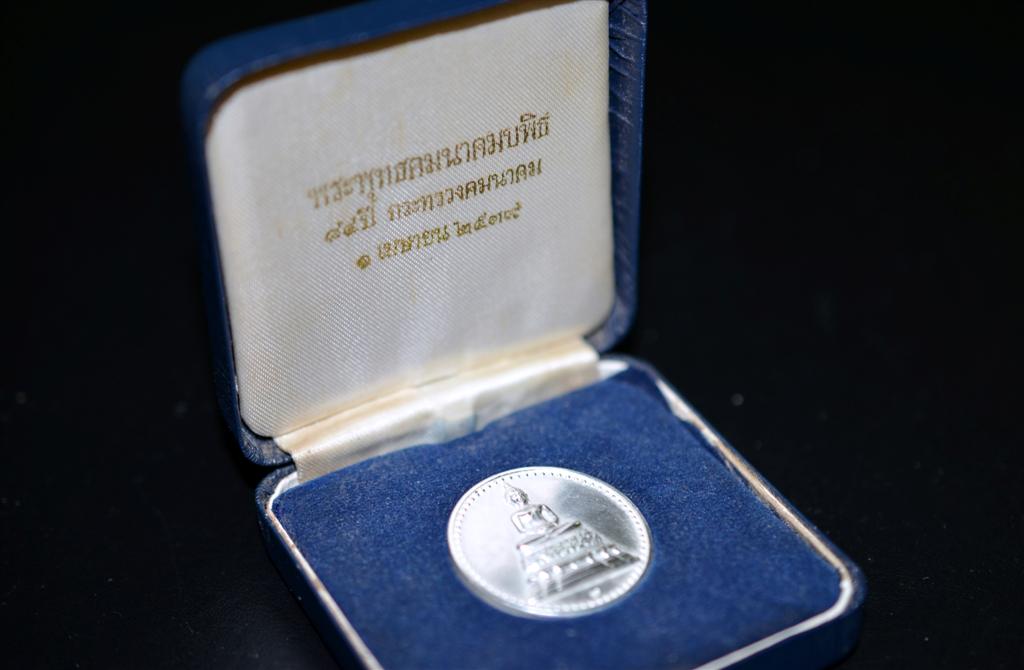 พระพุทธคมนาคมบพิธ
๘๔ปี กระทรวงคมนาคม
๑ เมษายน ๒๕๓๙